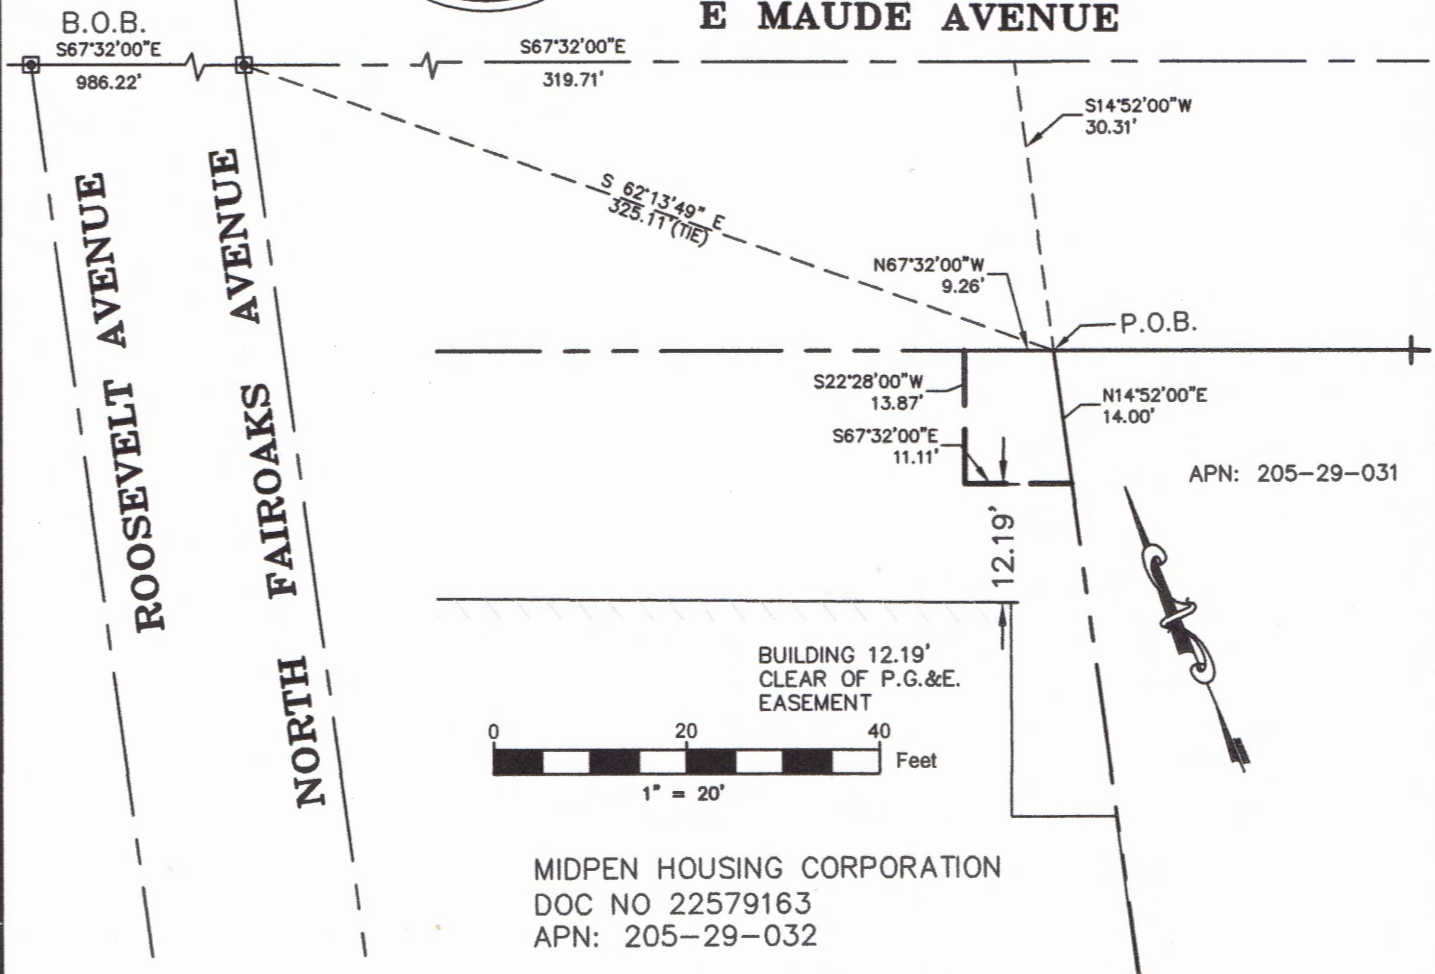 E MAUDE AVENUE
B.O.B.
S67°32'00"E
986.22'
S67°32'00"E
319.71'
S14°52'00"W
30.31'
S 62°13'49" E
325.11'(TIE)
N67°32'00"W
9.26'
P.O.B.
S22°28'00"W
13.87'
N14°52'00"E
14.00'
S67°32'00"E
11.11'
APN: 205-29-031
12.19'
ROOSEVELT AVENUE
NORTH FAIROAKS AVENUE
BUILDING 12.19'
CLEAR OF P.G.&E.
EASEMENT
0 20 40
Feet
1" = 20'
MIDPEN HOUSING CORPORATION
DOC NO 22579163
APN: 205-29-032